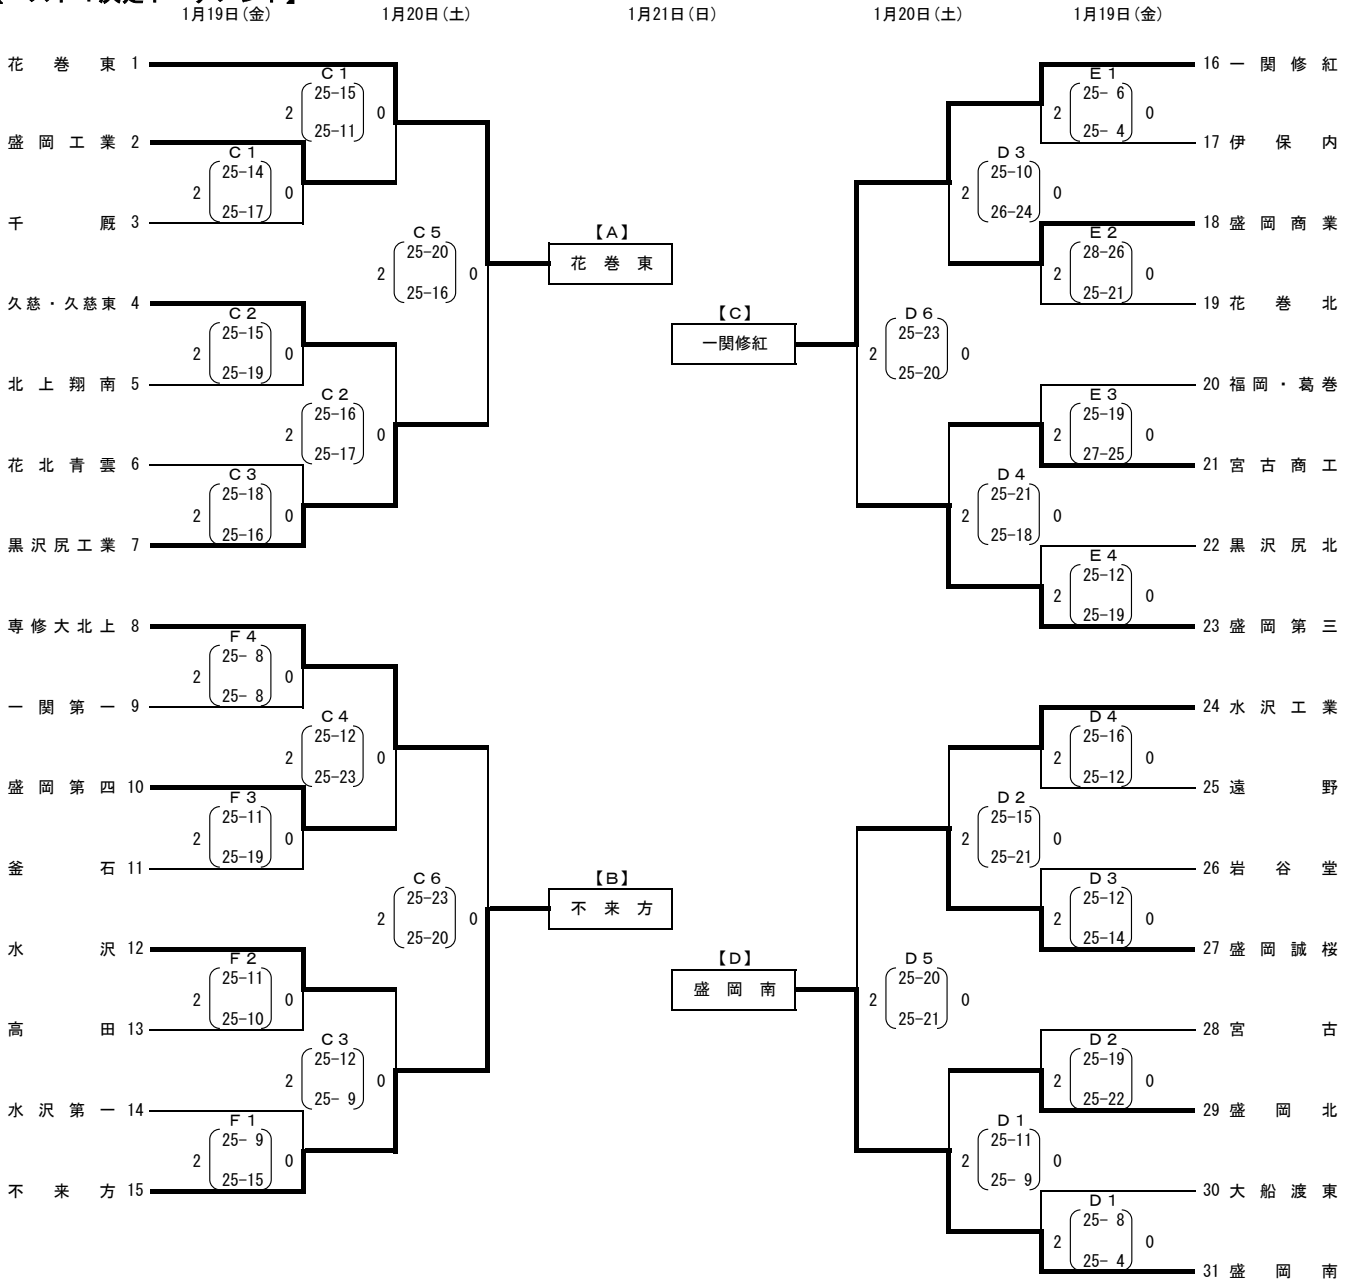 1月19日(金) 1月20日(土) 1月21日(日) 1月20日(土) 1月19日(金)
花巻東 1
C1
2 25-15 0
25-11
盛岡工業 2
C1
2 25-14 0
25-17
千厩 3
C5
2 25-20 0
25-16
【A】
花巻東
久慈・久慈東 4
C2
2 25-15 0
25-19
北上翔南 5
C2
2 25-16 0
25-17
花北青雲 6
C3
2 25-18 0
25-16
黒沢尻工業 7
専修大北上 8
F4
2 25- 8 0
25- 8
一関第一 9
C4
2 25-12 0
25-23
盛岡第四 10
F3
2 25-11 0
25-19
釜石 11
C6
2 25-23 0
25-20
【B】
不来方
水沢 12
F2
2 25-11 0
25-10
高田 13
C3
2 25-12 0
25- 9
水沢第一 14
F1
2 25- 9 0
25-15
不来方 15
16 一関修紅
E1
2 25- 6 0
25- 4
17 伊保内
D3
2 25-10 0
26-24
18 盛岡商業
E2
2 28-26 0
25-21
19 花巻北
【C】
一関修紅
D6
2 25-23 0
25-20
20 福岡・葛巻
E3
2 25-19 0
27-25
21 宮古商工
D4
2 25-21 0
25-18
22 黒沢尻北
E4
2 25-12 0
25-19
23 盛岡第三
24 水沢工業
D4
2 25-16 0
25-12
25 遠野
D2
2 25-15 0
25-21
26 岩谷堂
D3
2 25-12 0
25-14
27 盛岡誠桜
【D】
盛岡南
D5
2 25-20 0
25-21
28 宮古
D2
2 25-19 0
25-22
29 盛岡北
D1
2 25-11 0
25- 9
30 大船渡東
D1
2 25- 8 0
25- 4
31 盛岡南